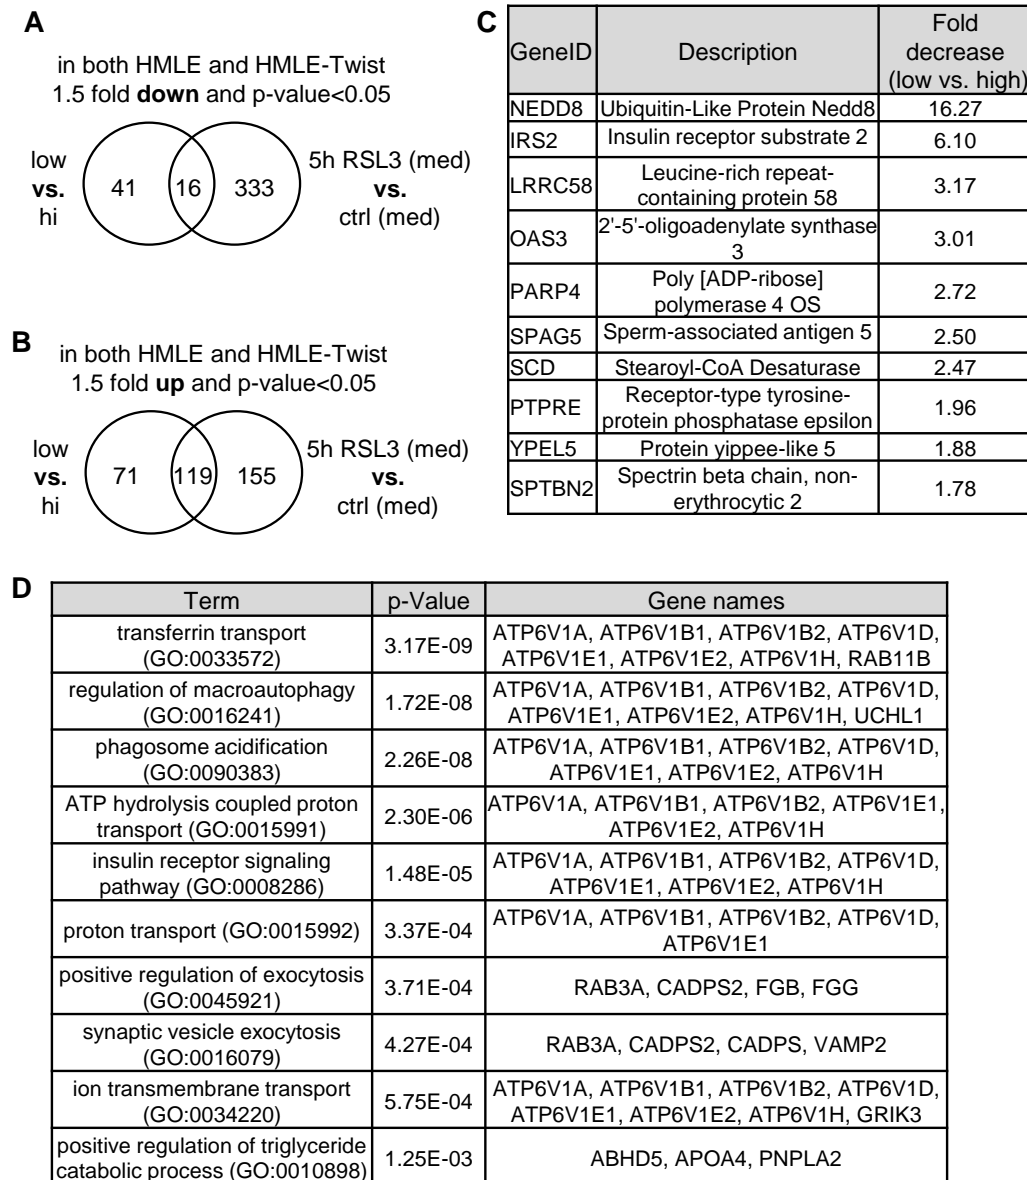 A
in both HMLE and HMLE-Twist
1.5 fold down and p-value<0.05
low
vs.
hi
41
16
333
5h RSL3 (med)
vs.
ctrl (med)
B
in both HMLE and HMLE-Twist
1.5 fold up and p-value<0.05
low
vs.
hi
71
119
155
5h RSL3 (med)
vs.
ctrl (med)
C
GeneID
Description
Fold
decrease
(low vs. high)
NEDD8
Ubiquitin-Like Protein Nedd8
16.27
IRS2
Insulin receptor substrate 2
6.10
LRRC58
Leucine-rich repeat-
containing protein 58
3.17
OAS3
2'-5'-oligoadenylate synthase
3
3.01
PARP4
Poly [ADP-ribose]
polymerase 4 OS
2.72
SPAG5
Sperm-associated antigen 5
2.50
SCD
Stearoyl-CoA Desaturase
2.47
PTPRE
Receptor-type tyrosine-
protein phosphatase epsilon
1.96
YPEL5
Protein yippee-like 5
1.88
SPTBN2
Spectrin beta chain, non-
erythrocytic 2
1.78
D
Term
p-Value
Gene names
transferrin transport
(GO:0033572)
3.17E-09
ATP6V1A, ATP6V1B1, ATP6V1B2, ATP6V1D,
ATP6V1E1, ATP6V1E2, ATP6V1H, RAB11B
regulation of macroautophagy
(GO:0016241)
1.72E-08
ATP6V1A, ATP6V1B1, ATP6V1B2, ATP6V1D,
ATP6V1E1, ATP6V1E2, ATP6V1H, UCHL1
phagosome acidification
(GO:0090383)
2.26E-08
ATP6V1A, ATP6V1B1, ATP6V1B2, ATP6V1D,
ATP6V1E1, ATP6V1E2, ATP6V1H
ATP hydrolysis coupled proton
transport (GO:0015991)
2.30E-06
ATP6V1A, ATP6V1B1, ATP6V1B2, ATP6V1E1,
ATP6V1E2, ATP6V1H
insulin receptor signaling
pathway (GO:0008286)
1.48E-05
ATP6V1A, ATP6V1B1, ATP6V1B2, ATP6V1D,
ATP6V1E1, ATP6V1E2, ATP6V1H
proton transport (GO:0015992)
3.37E-04
ATP6V1A, ATP6V1B1, ATP6V1B2, ATP6V1D,
ATP6V1E1
positive regulation of exocytosis
(GO:0045921)
3.71E-04
RAB3A, CADPS2, FGB, FGG
synaptic vesicle exocytosis
(GO:0016079)
4.27E-04
RAB3A, CADPS2, CADPS, VAMP2
ion transmembrane transport
(GO:0034220)
5.75E-04
ATP6V1A, ATP6V1B1, ATP6V1B2, ATP6V1D,
ATP6V1E1, ATP6V1E2, ATP6V1H, GRIK3
positive regulation of triglyceride
catabolic process (GO:0010898)
1.25E-03
ABHD5, APOA4, PNPLA2